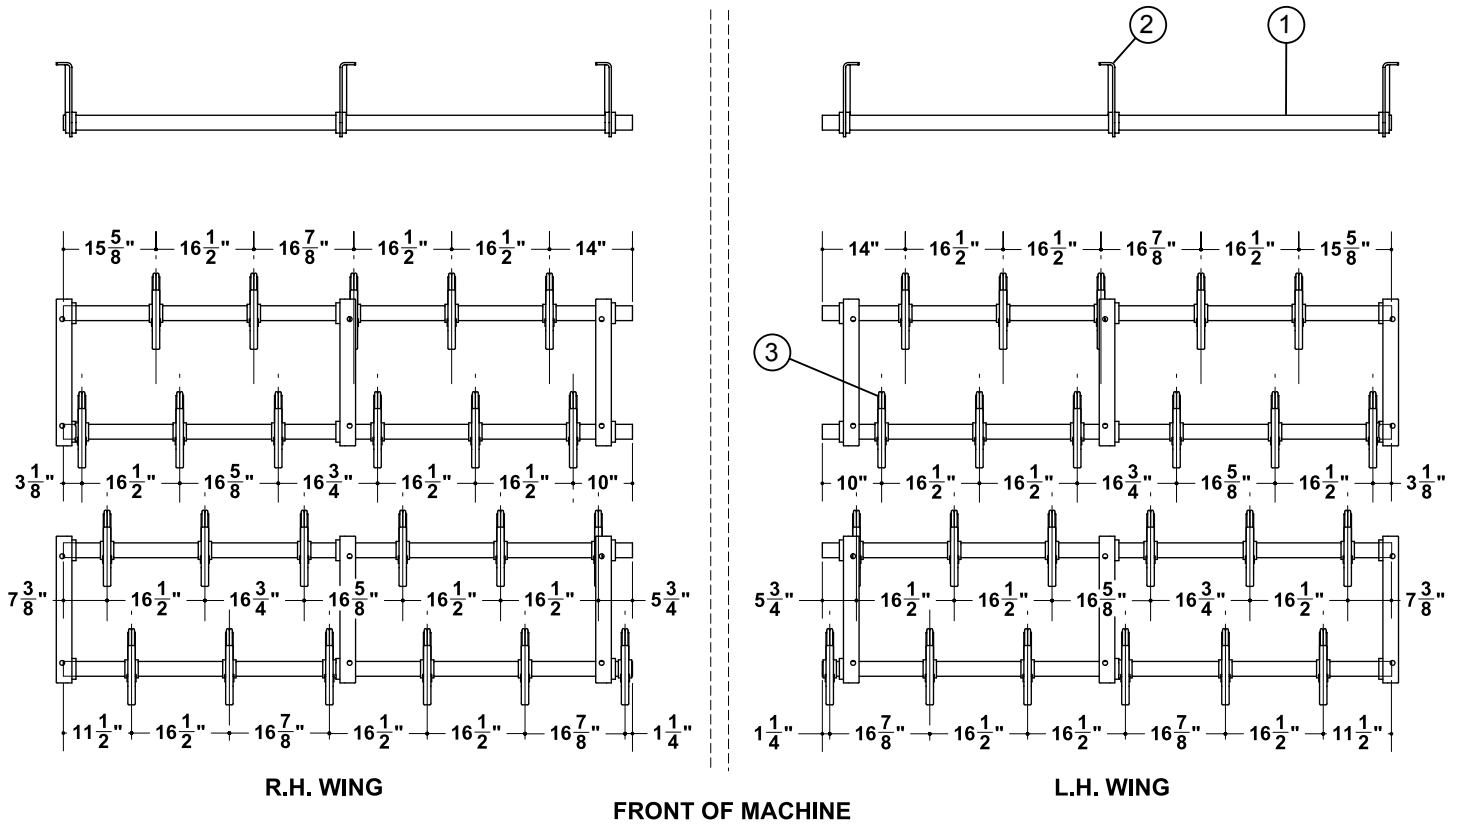 2 1
15 5/8" 16 1/2" 16 7/8" 16 1/2" 16 1/2" 14" 14" 16 1/2" 16 1/2" 16 7/8" 16 1/2" 15 5/8"
3
3 1/8" 16 1/2" 16 5/8" 16 3/4" 16 1/2" 16 1/2" 10" 10" 16 1/2" 16 1/2" 16 3/4" 16 5/8" 16 1/2" 3 1/8"
7 3/8" 16 1/2" 16 3/4" 16 5/8" 16 1/2" 16 1/2" 5 3/4" 5 3/4" 16 1/2" 16 1/2" 16 5/8" 16 3/4" 16 1/2" 7 3/8"
11 1/2" 16 1/2" 16 7/8" 16 1/2" 16 1/2" 16 7/8" 1 1/4" 1 1/4" 16 7/8" 16 1/2" 16 1/2" 16 7/8" 16 1/2" 11 1/2"
R.H. WING L.H. WING
FRONT OF MACHINE